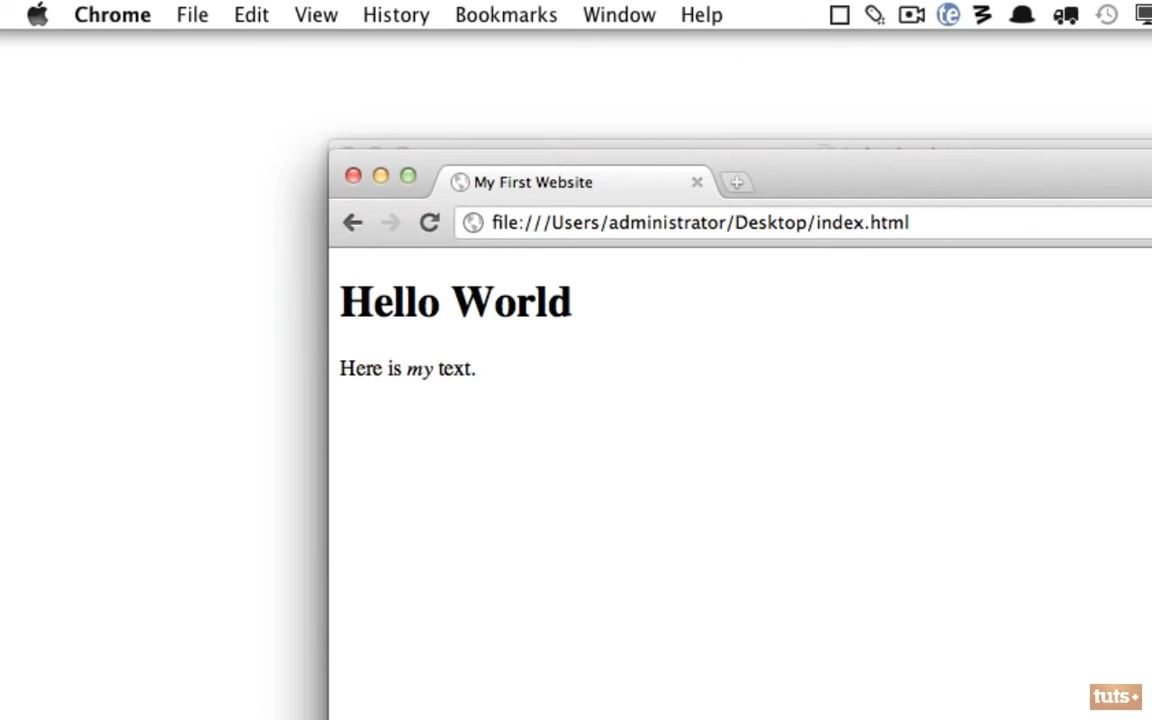 Chrome File Edit View History Bookmarks Window Help
My First Website
file:///Users/administrator/Desktop/index.html
Hello World
Here is my text.
tuts+